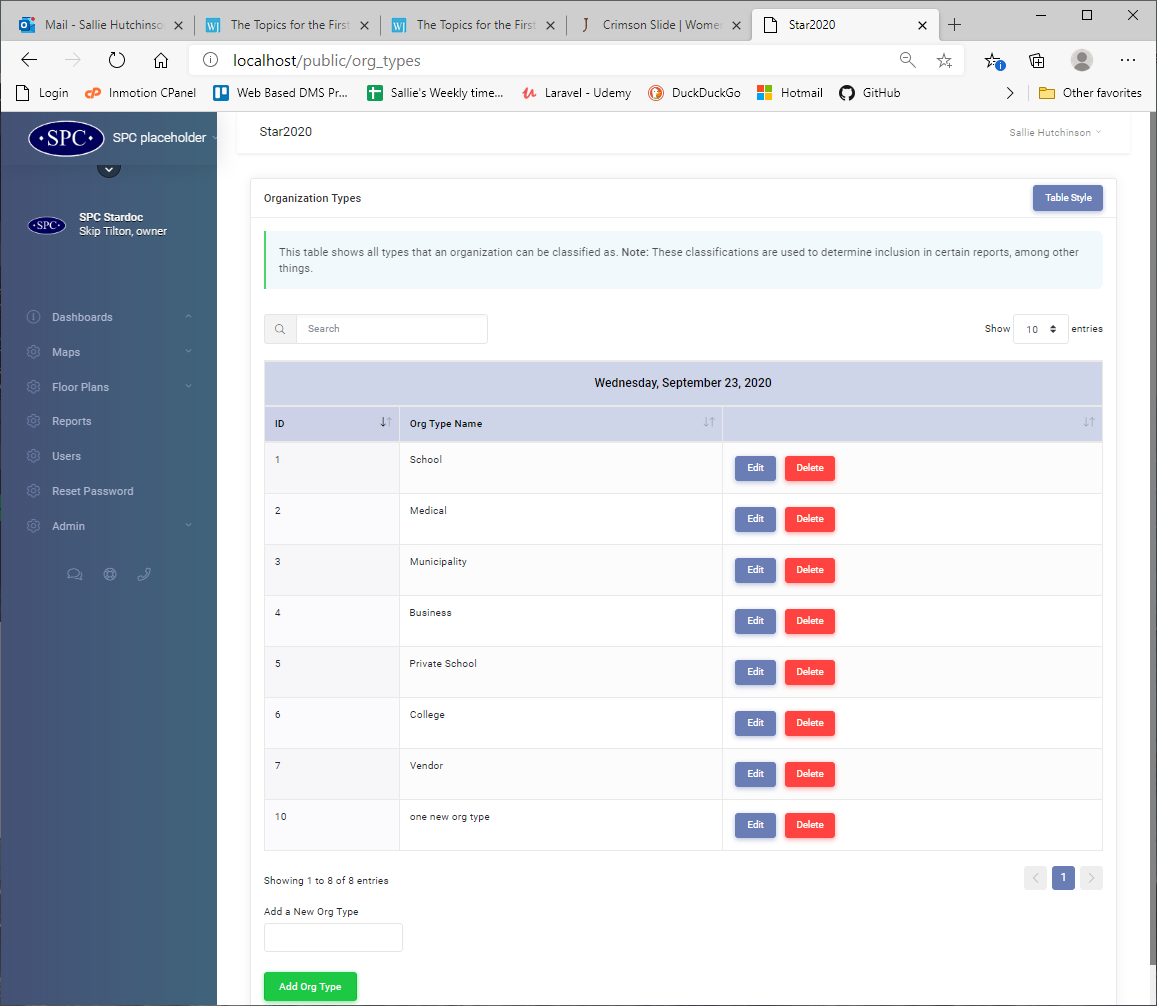 Mail - Sallie Hutchinso
The Topics for the First
The Topics for the First
Crimson Slide | Women
Star2020
localhost/public/org_types
Login
Inmotion CPanel
Web Based DMS Pr...
Sallie's Weekly time...
Laravel - Udemy
DuckDuckGo
Hotmail
GitHub
Other favorites
SPC
SPC placeholder
Star2020
Sallie Hutchinson
SPC
SPC Stardoc
Skip Tilton, owner
Dashboards
Maps
Floor Plans
Reports
Users
Reset Password
Admin
Organization Types
Table Style
This table shows all types that an organization can be classified as. Note: These classifications are used to determine inclusion in certain reports, among other
things.
Search
Show 10 entries
Wednesday, September 23, 2020
ID Org Type Name
1 School Edit Delete
2 Medical Edit Delete
3 Municipality Edit Delete
4 Business Edit Delete
5 Private School Edit Delete
6 College Edit Delete
7 Vendor Edit Delete
10 one new org type Edit Delete
Showing 1 to 8 of 8 entries
1
Add a New Org Type
Add Org Type